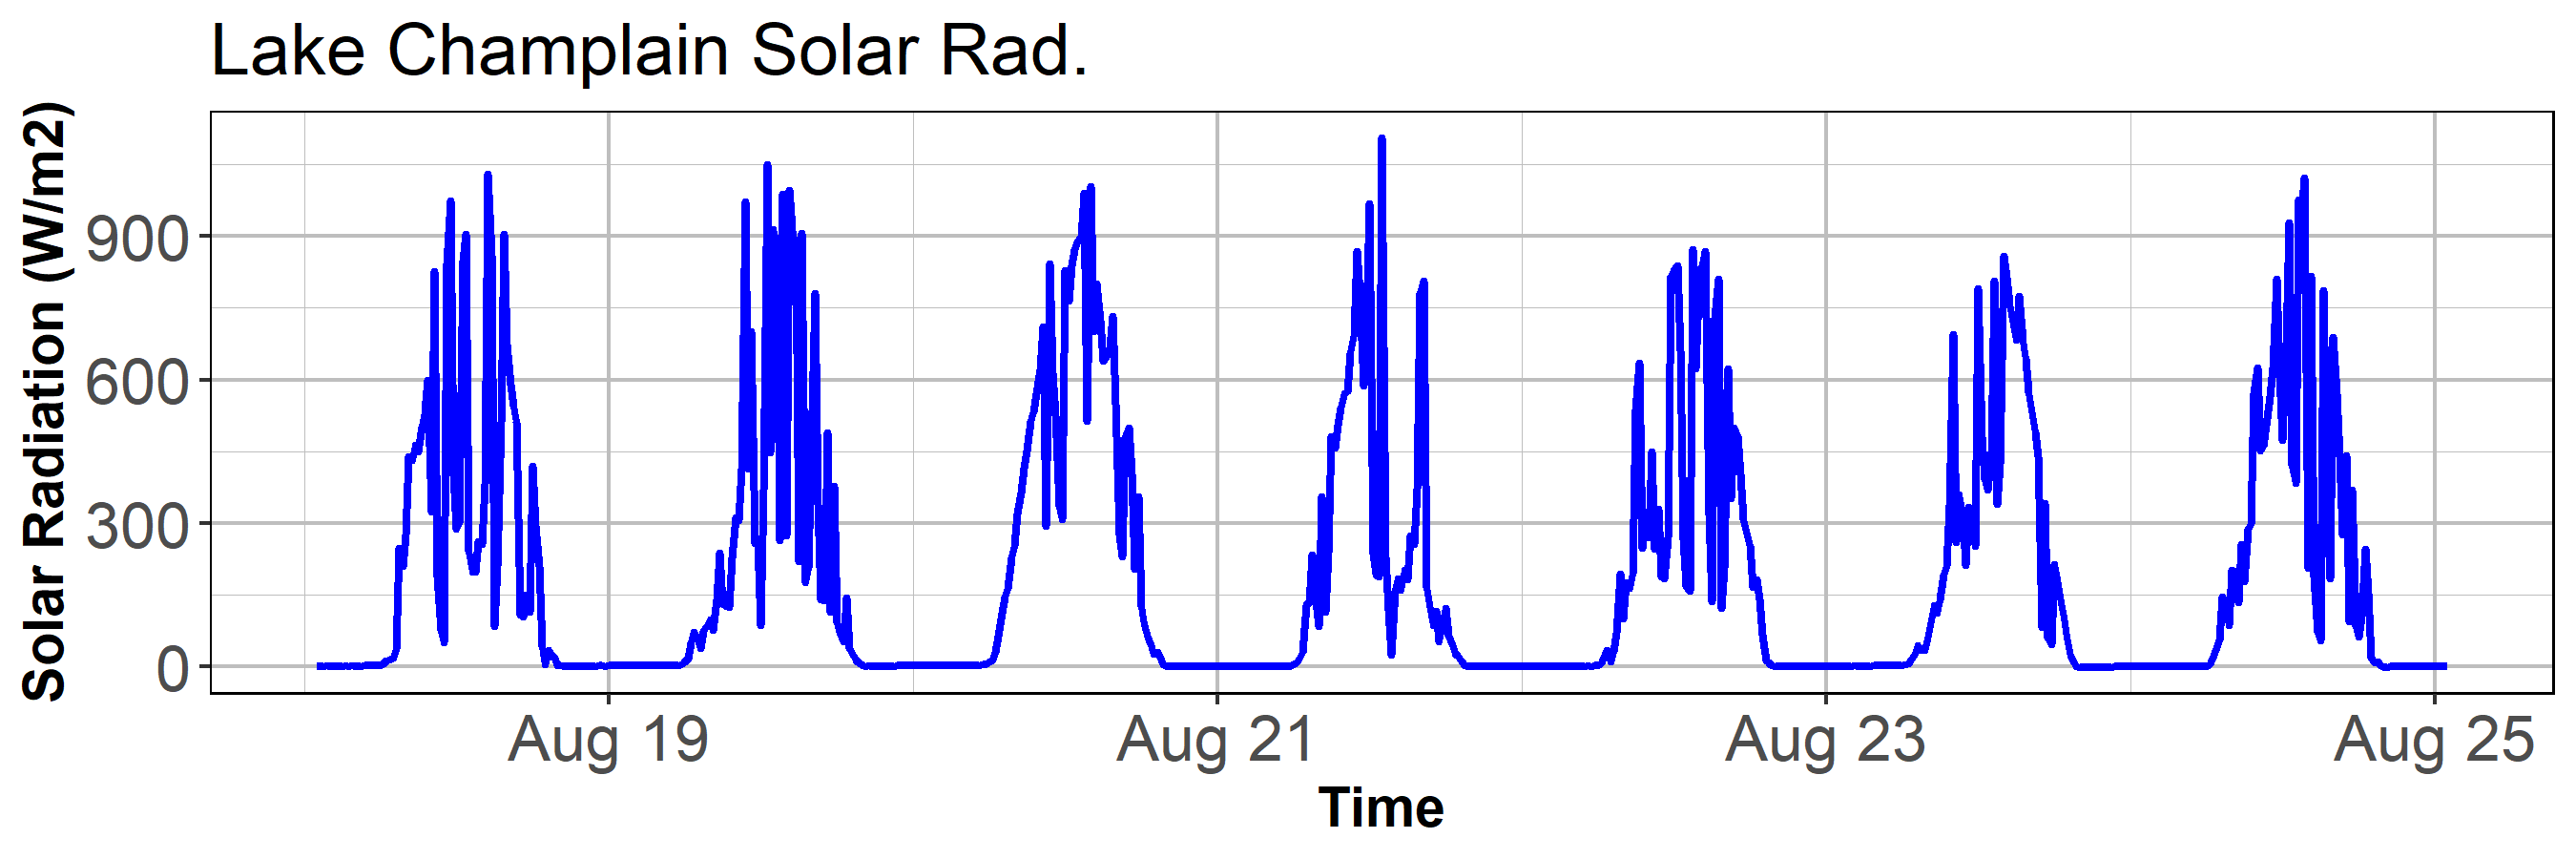 Lake Champlain Solar Rad.
Solar Radiation (W/m2)
900
600
300
0
Aug 19
Aug 21
Aug 23
Aug 25
Time